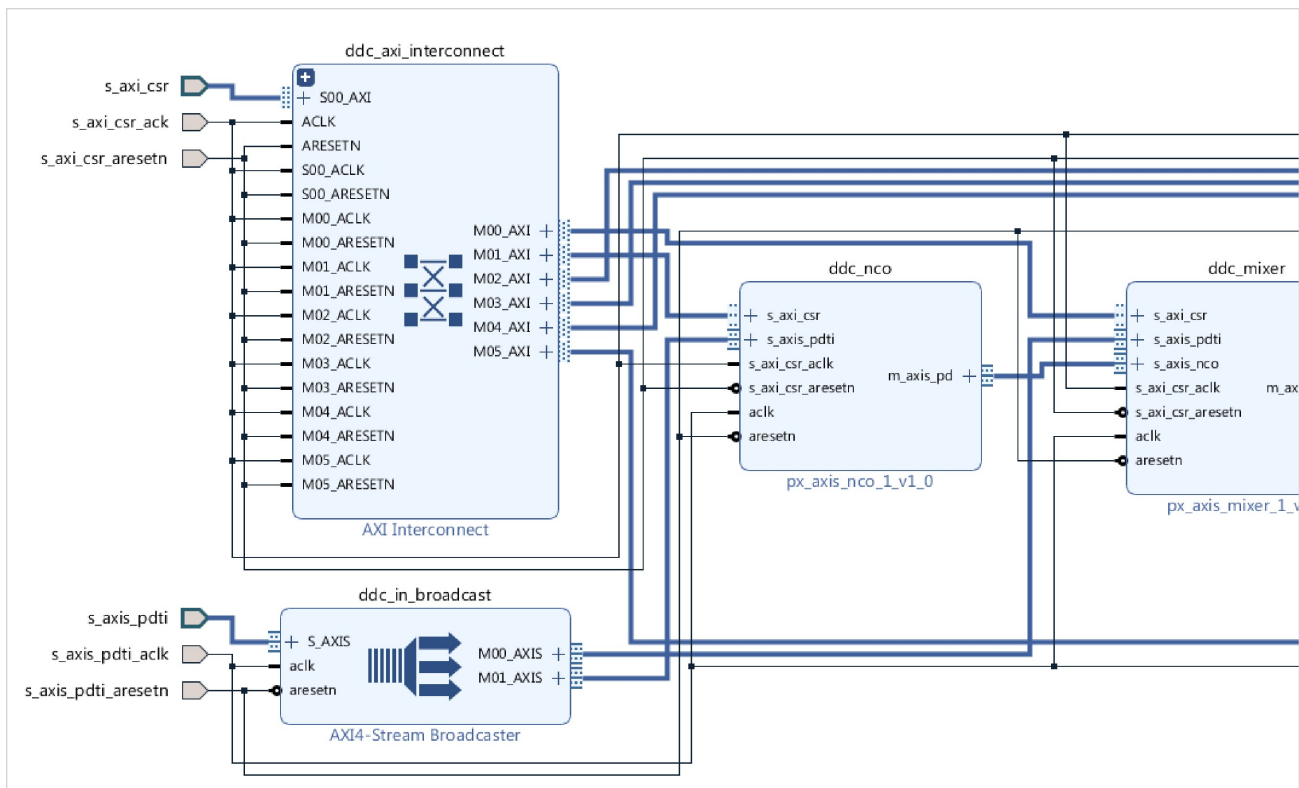 ddc_axi_interconnect
s_axi_csr
s_axi_csr_ack
s_axi_csr_aresetn
S00_AXI
ACLK
ARESETN
S00_ACLK
S00_ARESETN
M00_ACLK
M00_ARESETN
M01_ACLK
M01_ARESETN
M02_ACLK
M02_ARESETN
M03_ACLK
M03_ARESETN
M04_ACLK
M04_ARESETN
M05_ACLK
M05_ARESETN
M00_AXI
M01_AXI
M02_AXI
M03_AXI
M04_AXI
M05_AXI
AXI Interconnect
ddc_nco
s_axi_csr
s_axis_pdti
s_axi_csr_aclk
s_axi_csr_aresetn
aclk
aresetn
m_axis_pd
px_axis_nco_1_v1_0
ddc_mixer
s_axi_csr
s_axis_pdti
s_axis_nco
s_axi_csr_aclk
s_axi_csr_aresetn
aclk
aresetn
m_ax
px_axis_mixer_1_v
ddc_in_broadcast
s_axis_pdti
s_axis_pdti_aclk
s_axis_pdti_aresetn
S_AXIS
aclk
aresetn
M00_AXIS
M01_AXIS
AXI4-Stream Broadcaster